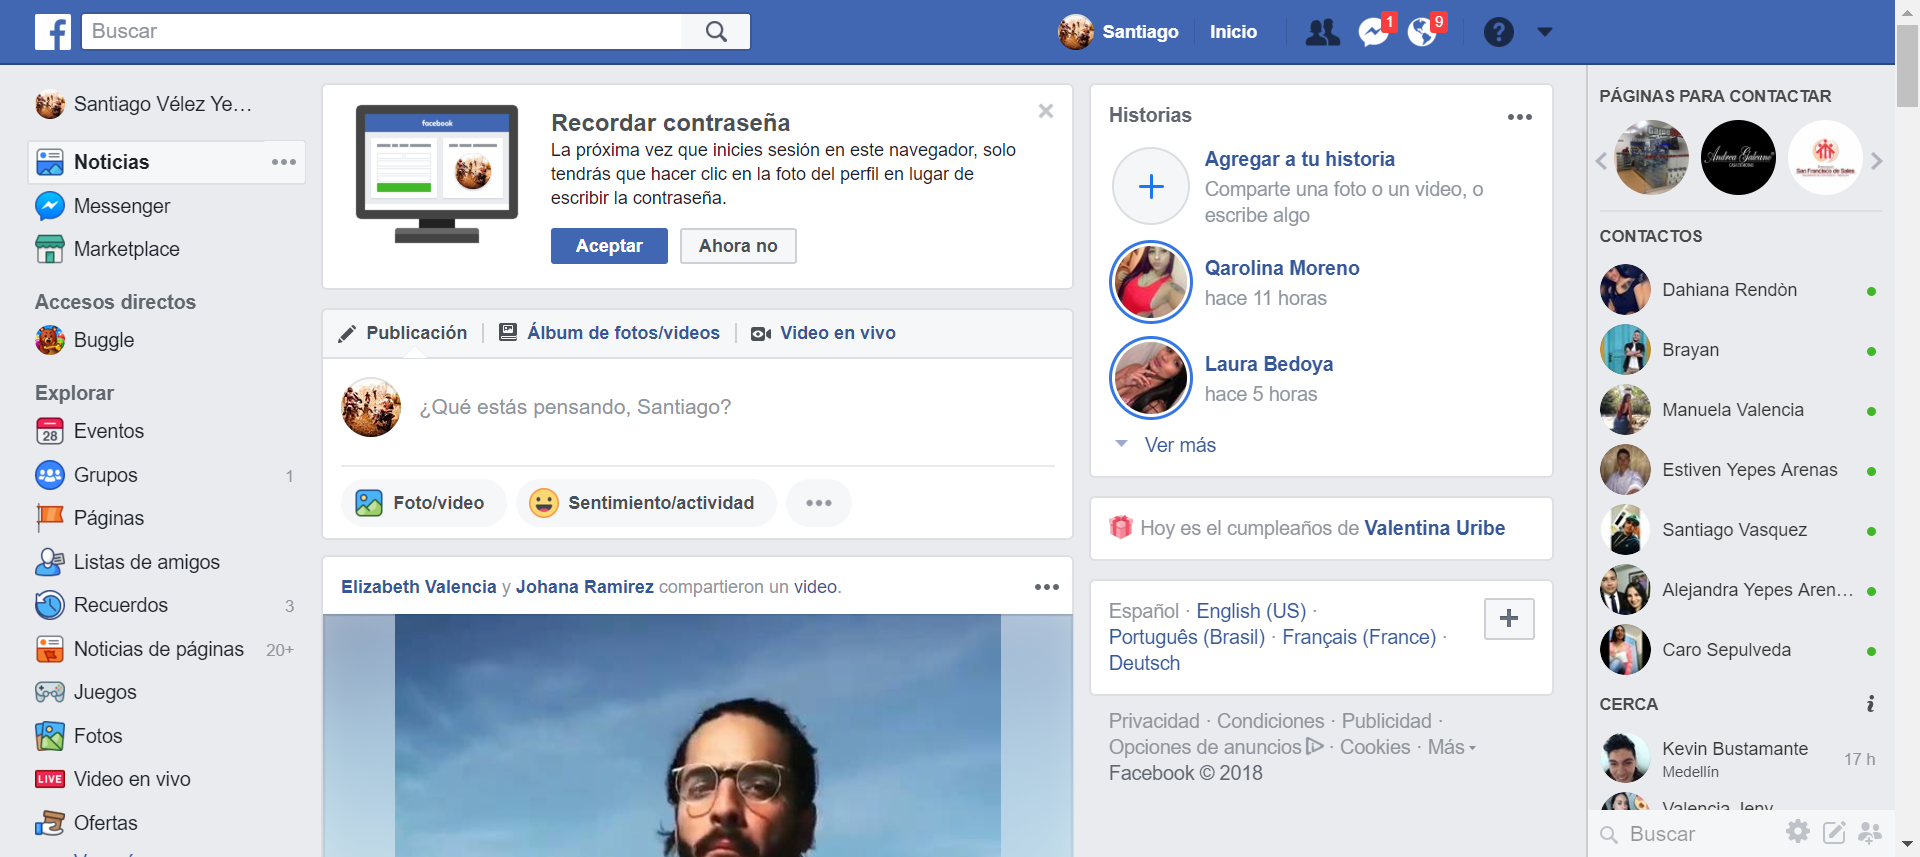 Buscar
Santiago
Inicio
1
9
Santiago Vélez Ye...
Noticias
Messenger
Marketplace
Accesos directos
Buggle
Explorar
28
Eventos
Grupos 1
Páginas
Listas de amigos
Recuerdos 3
Noticias de páginas 20+
Juegos
Fotos
LIVE Video en vivo
Ofertas
facebook
Recordar contraseña
La próxima vez que inicies sesión en este navegador, solo
tendrás que hacer clic en la foto del perfil en lugar de
escribir la contraseña.
Aceptar
Ahora no
Publicación
Álbum de fotos/videos
Video en vivo
¿Qué estás pensando, Santiago?
Foto/video
Sentimiento/actividad
Elizabeth Valencia y Johana Ramirez compartieron un video.
Historias
Agregar a tu historia
Comparte una foto o un video, o
escribe algo
Qarolina Moreno
hace 11 horas
Laura Bedoya
hace 5 horas
Ver más
Hoy es el cumpleaños de Valentina Uribe
Español · English (US) ·
Português (Brasil) · Français (France) ·
Deutsch
Privacidad · Condiciones · Publicidad ·
Opciones de anuncios · Cookies · Más
Facebook © 2018
PÁGINAS PARA CONTACTAR
Andrea Galeano
San Francisco de Sales
CONTACTOS
Dahiana Rendòn
Brayan
Manuela Valencia
Estiven Yepes Arenas
Santiago Vasquez
Alejandra Yepes Aren...
Caro Sepulveda
CERCA
Kevin Bustamante
Medellín
17 h
Valencia Jeny
Buscar